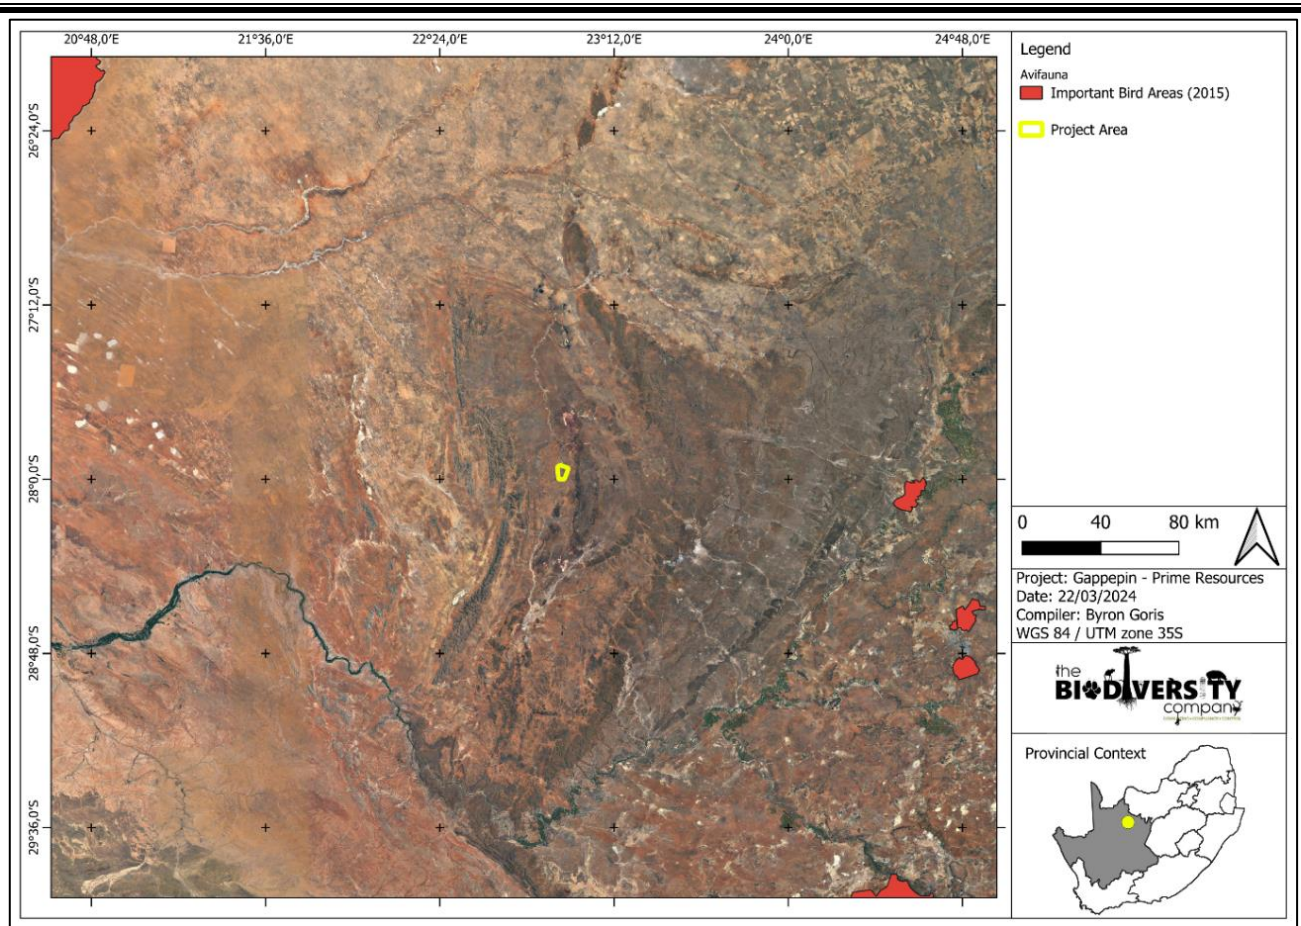 20°48,0'E 21°36,0'E 22°24,0'E 23°12,0'E 24°0,0'E 24°48,0'E
26°24,0'S
27°12,0'S
28°0,0'S
28°48,0'S
29°36,0'S
Legend
Avifauna
Important Bird Areas (2015)
Project Area
0 40 80 km
Project: Gappepin - Prime Resources
Date: 22/03/2024
Compiler: Byron Goris
WGS 84 / UTM zone 35S
the
BIODIVERSITY
company
Provincial Context